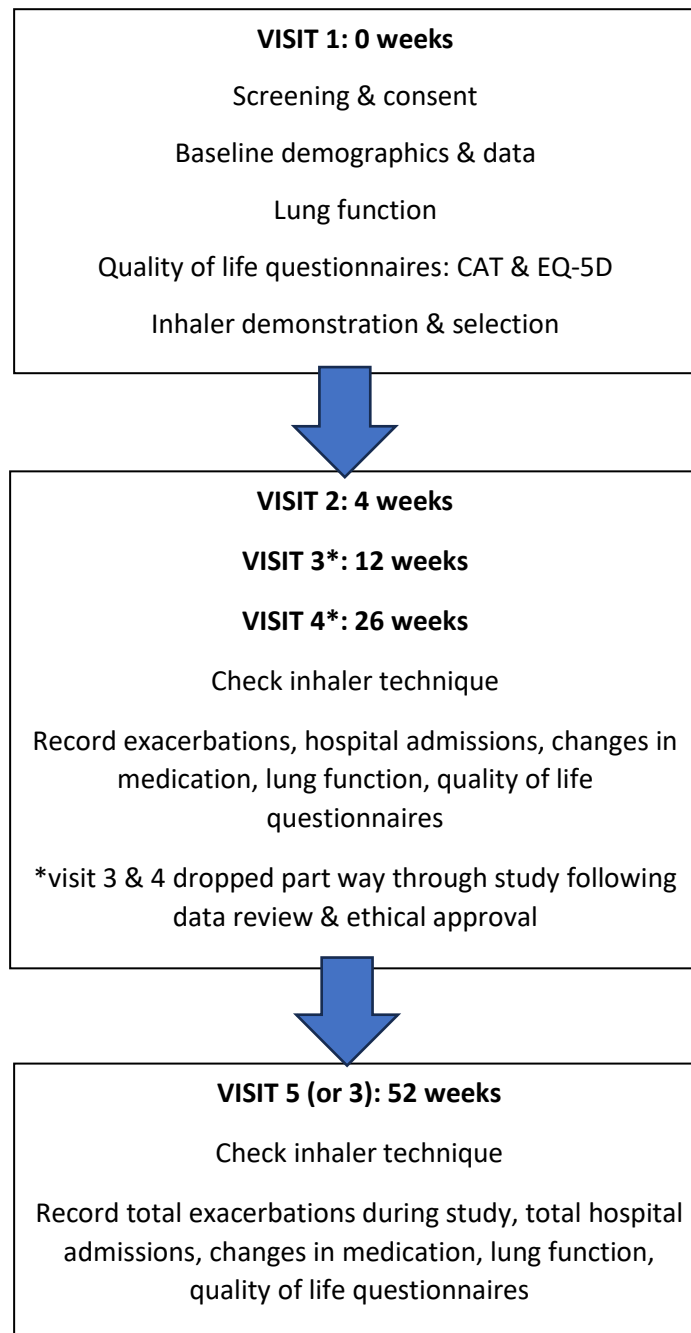 VISIT 1: 0 weeks
Screening & consent
Baseline demographics & data
Lung function
Quality of life questionnaires: CAT & EQ-5D
Inhaler demonstration & selection
VISIT 2: 4 weeks
VISIT 3*: 12 weeks
VISIT 4*: 26 weeks
Check inhaler technique
Record exacerbations, hospital admissions, changes in
medication, lung function, quality of life
questionnaires
*visit 3 & 4 dropped part way through study following
data review & ethical approval
VISIT 5 (or 3): 52 weeks
Check inhaler technique
Record total exacerbations during study, total hospital
admissions, changes in medication, lung function,
quality of life questionnaires